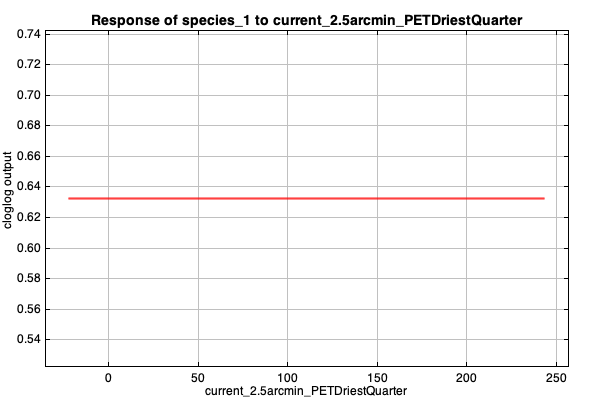 Response of species_1 to current_2.5arcmin_PETDriestQuarter
0.74
0.72
0.70
0.68
0.66
0.64
0.62
0.60
0.58
0.56
0.54
cloglog output
0 50 100 150 200 250
current_2.5arcmin_PETDriestQuarter